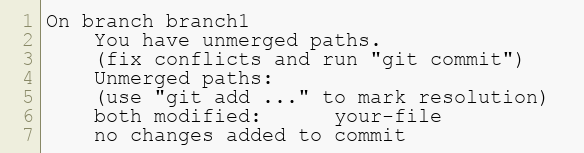 1 On branch branch1
2     You have unmerged paths.
3     (fix conflicts and run "git commit")
4     Unmerged paths:
5     (use "git add ..." to mark resolution)
6     both modified:      your-file
7     no changes added to commit